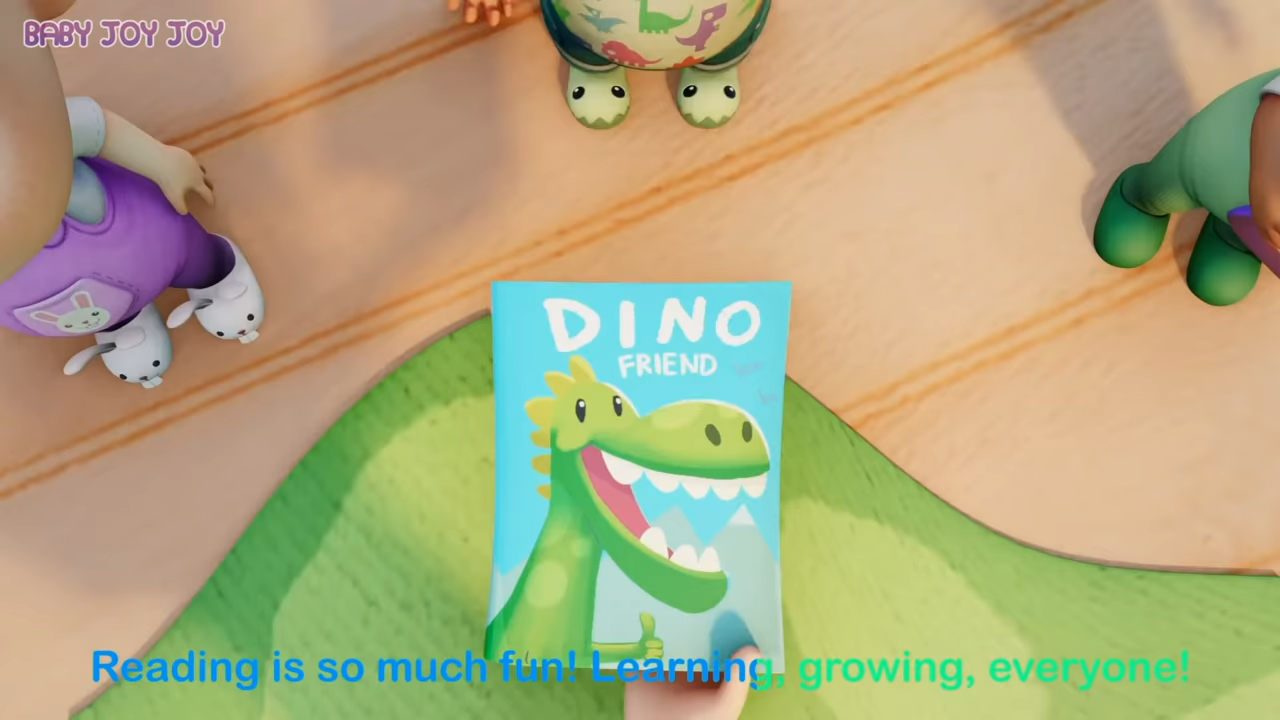 BABY JOY JOY
DINO
FRIEND
Reading is so much fun! Learning, growing, everyone!